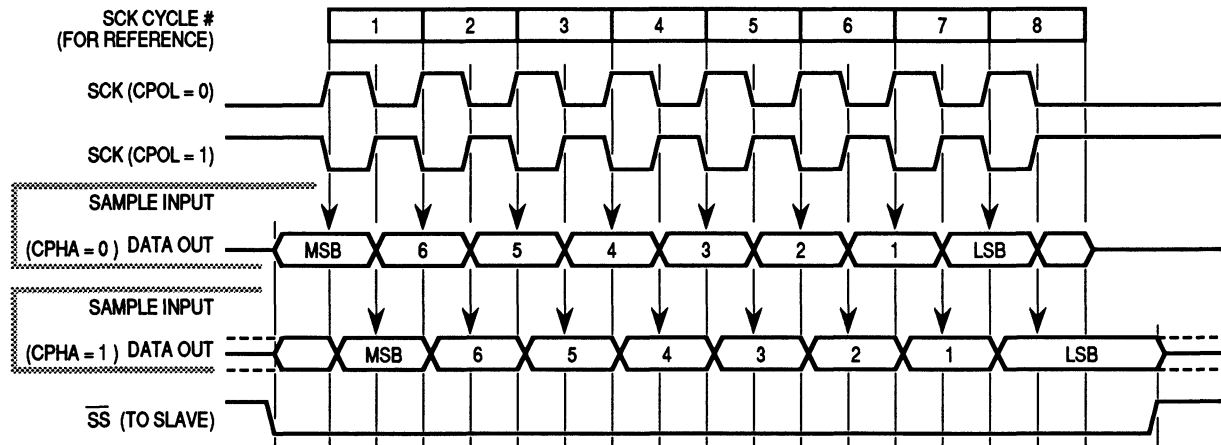 SCK CYCLE # 1 2 3 4 5 6 7 8
(FOR REFERENCE)
SCK (CPOL = 0)
SCK (CPOL = 1)
SAMPLE INPUT
(CPHA = 0) DATA OUT MSB 6 5 4 3 2 1 LSB
SAMPLE INPUT
(CPHA = 1) DATA OUT MSB 6 5 4 3 2 1 LSB
SS (TO SLAVE)